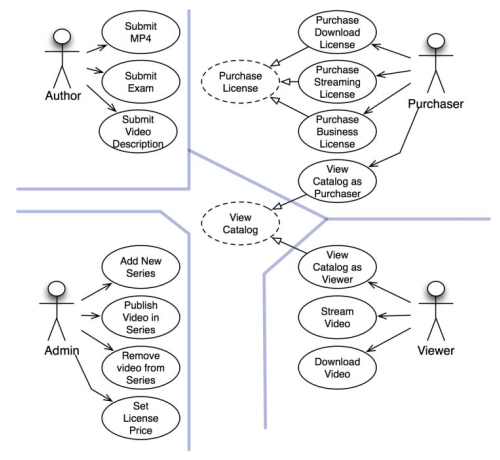 Submit
MP4
Submit
Exam
Submit
Video
Description
Author
Purchase
Download
License
Purchase
License
Purchase
Streaming
License
Purchase
Business
License
Purchaser
View
Catalog as
Purchaser
View
Catalog
Add New
Series
Publish
Video in
Series
Admin
Remove
video from
Series
Set
License
Price
View
Catalog as
Viewer
Stream
Video
Download
Video
Viewer